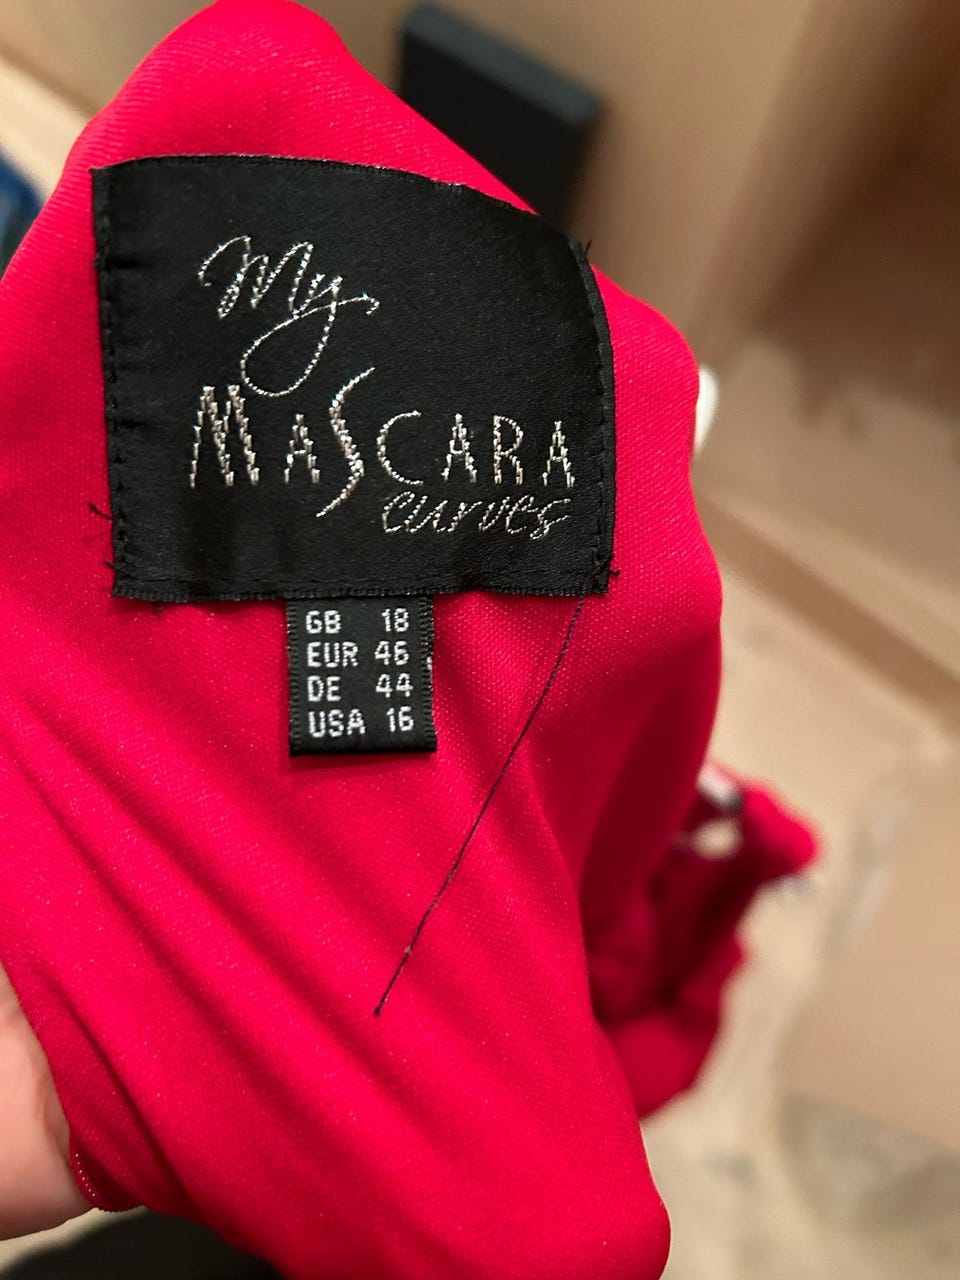 My
MASCARA
curves
GB 18
EUR 46
DE 44
USA 16